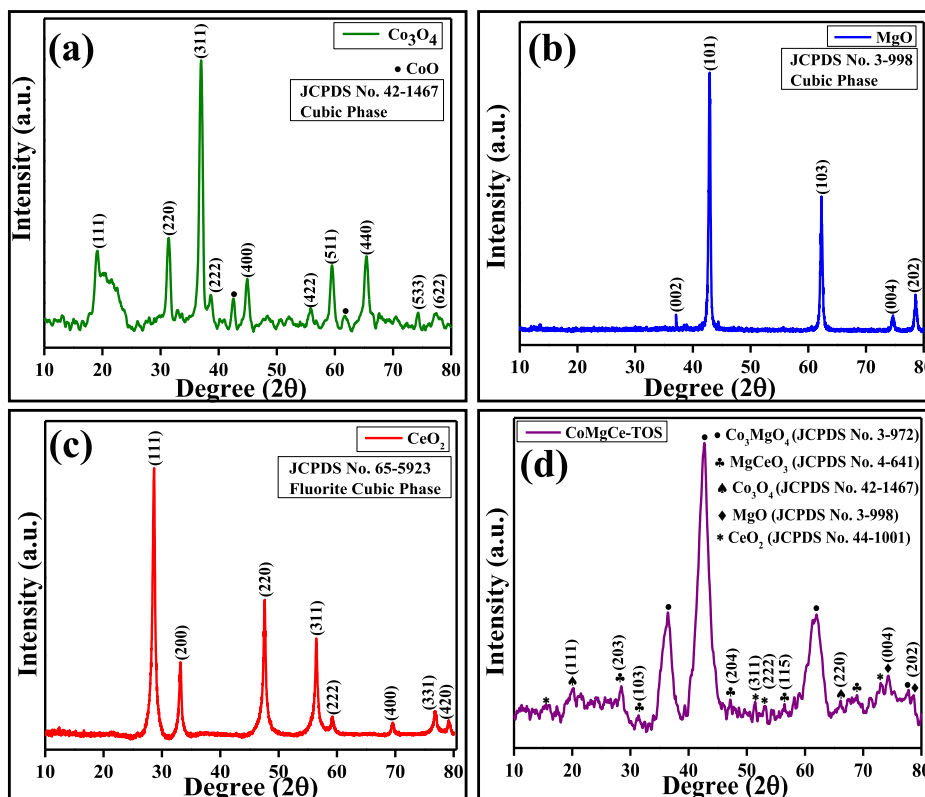 (a)
Co₃O₄
• CoO
JCPDS No. 42-1467
Cubic Phase
(111)
(220)
(311)
(222)
(400)
(422)
(511)
(440)
(533)
(622)
Intensity (a.u.)
10 20 30 40 50 60 70 80
Degree (2θ)
(b)
MgO
JCPDS No. 3-998
Cubic Phase
(002)
(101)
(103)
(004)
(202)
Intensity (a.u.)
10 20 30 40 50 60 70 80
Degree (2θ)
(c)
CeO₂
JCPDS No. 65-5923
Fluorite Cubic Phase
(111)
(200)
(220)
(311)
(222)
(400)
(331)
(420)
Intensity (a.u.)
10 20 30 40 50 60 70 80
Degree (2θ)
(d)
CoMgCe-TOS
• Co₃MgO₄ (JCPDS No. 3-972)
♣ MgCeO₃ (JCPDS No. 4-641)
♠ Co₃O₄ (JCPDS No. 42-1467)
♦ MgO (JCPDS No. 3-998)
* CeO₂ (JCPDS No. 44-1001)
(111)
(203)
(103)
(204)
(311)
(222)
(115)
(220)
(004)
(202)
Intensity (a.u.)
10 20 30 40 50 60 70 80
Degree (2θ)